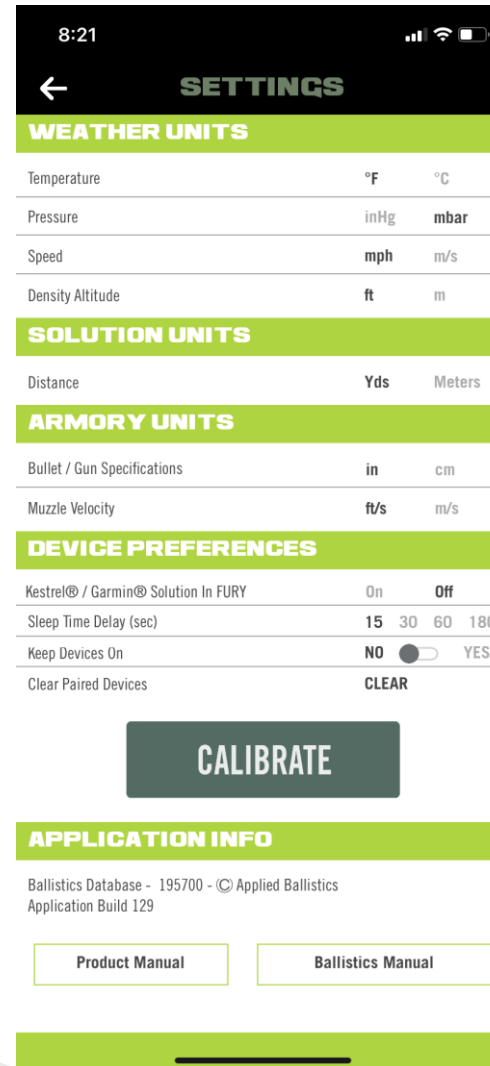 8:21
SETTINGS
WEATHER UNITS
Temperature °F °C
Pressure inHg mbar
Speed mph m/s
Density Altitude ft m
SOLUTION UNITS
Distance Yds Meters
ARMORY UNITS
Bullet / Gun Specifications in cm
Muzzle Velocity ft/s m/s
DEVICE PREFERENCES
Kestrel® / Garmin® Solution In FURY On Off
Sleep Time Delay (sec) 15 30 60 180
Keep Devices On NO YES
Clear Paired Devices CLEAR
CALIBRATE
APPLICATION INFO
Ballistics Database - 195700 - Ⓒ Applied Ballistics
Application Build 129
Product Manual Ballistics Manual